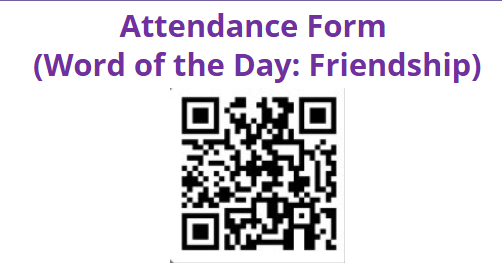 Attendance Form
(Word of the Day: Friendship)